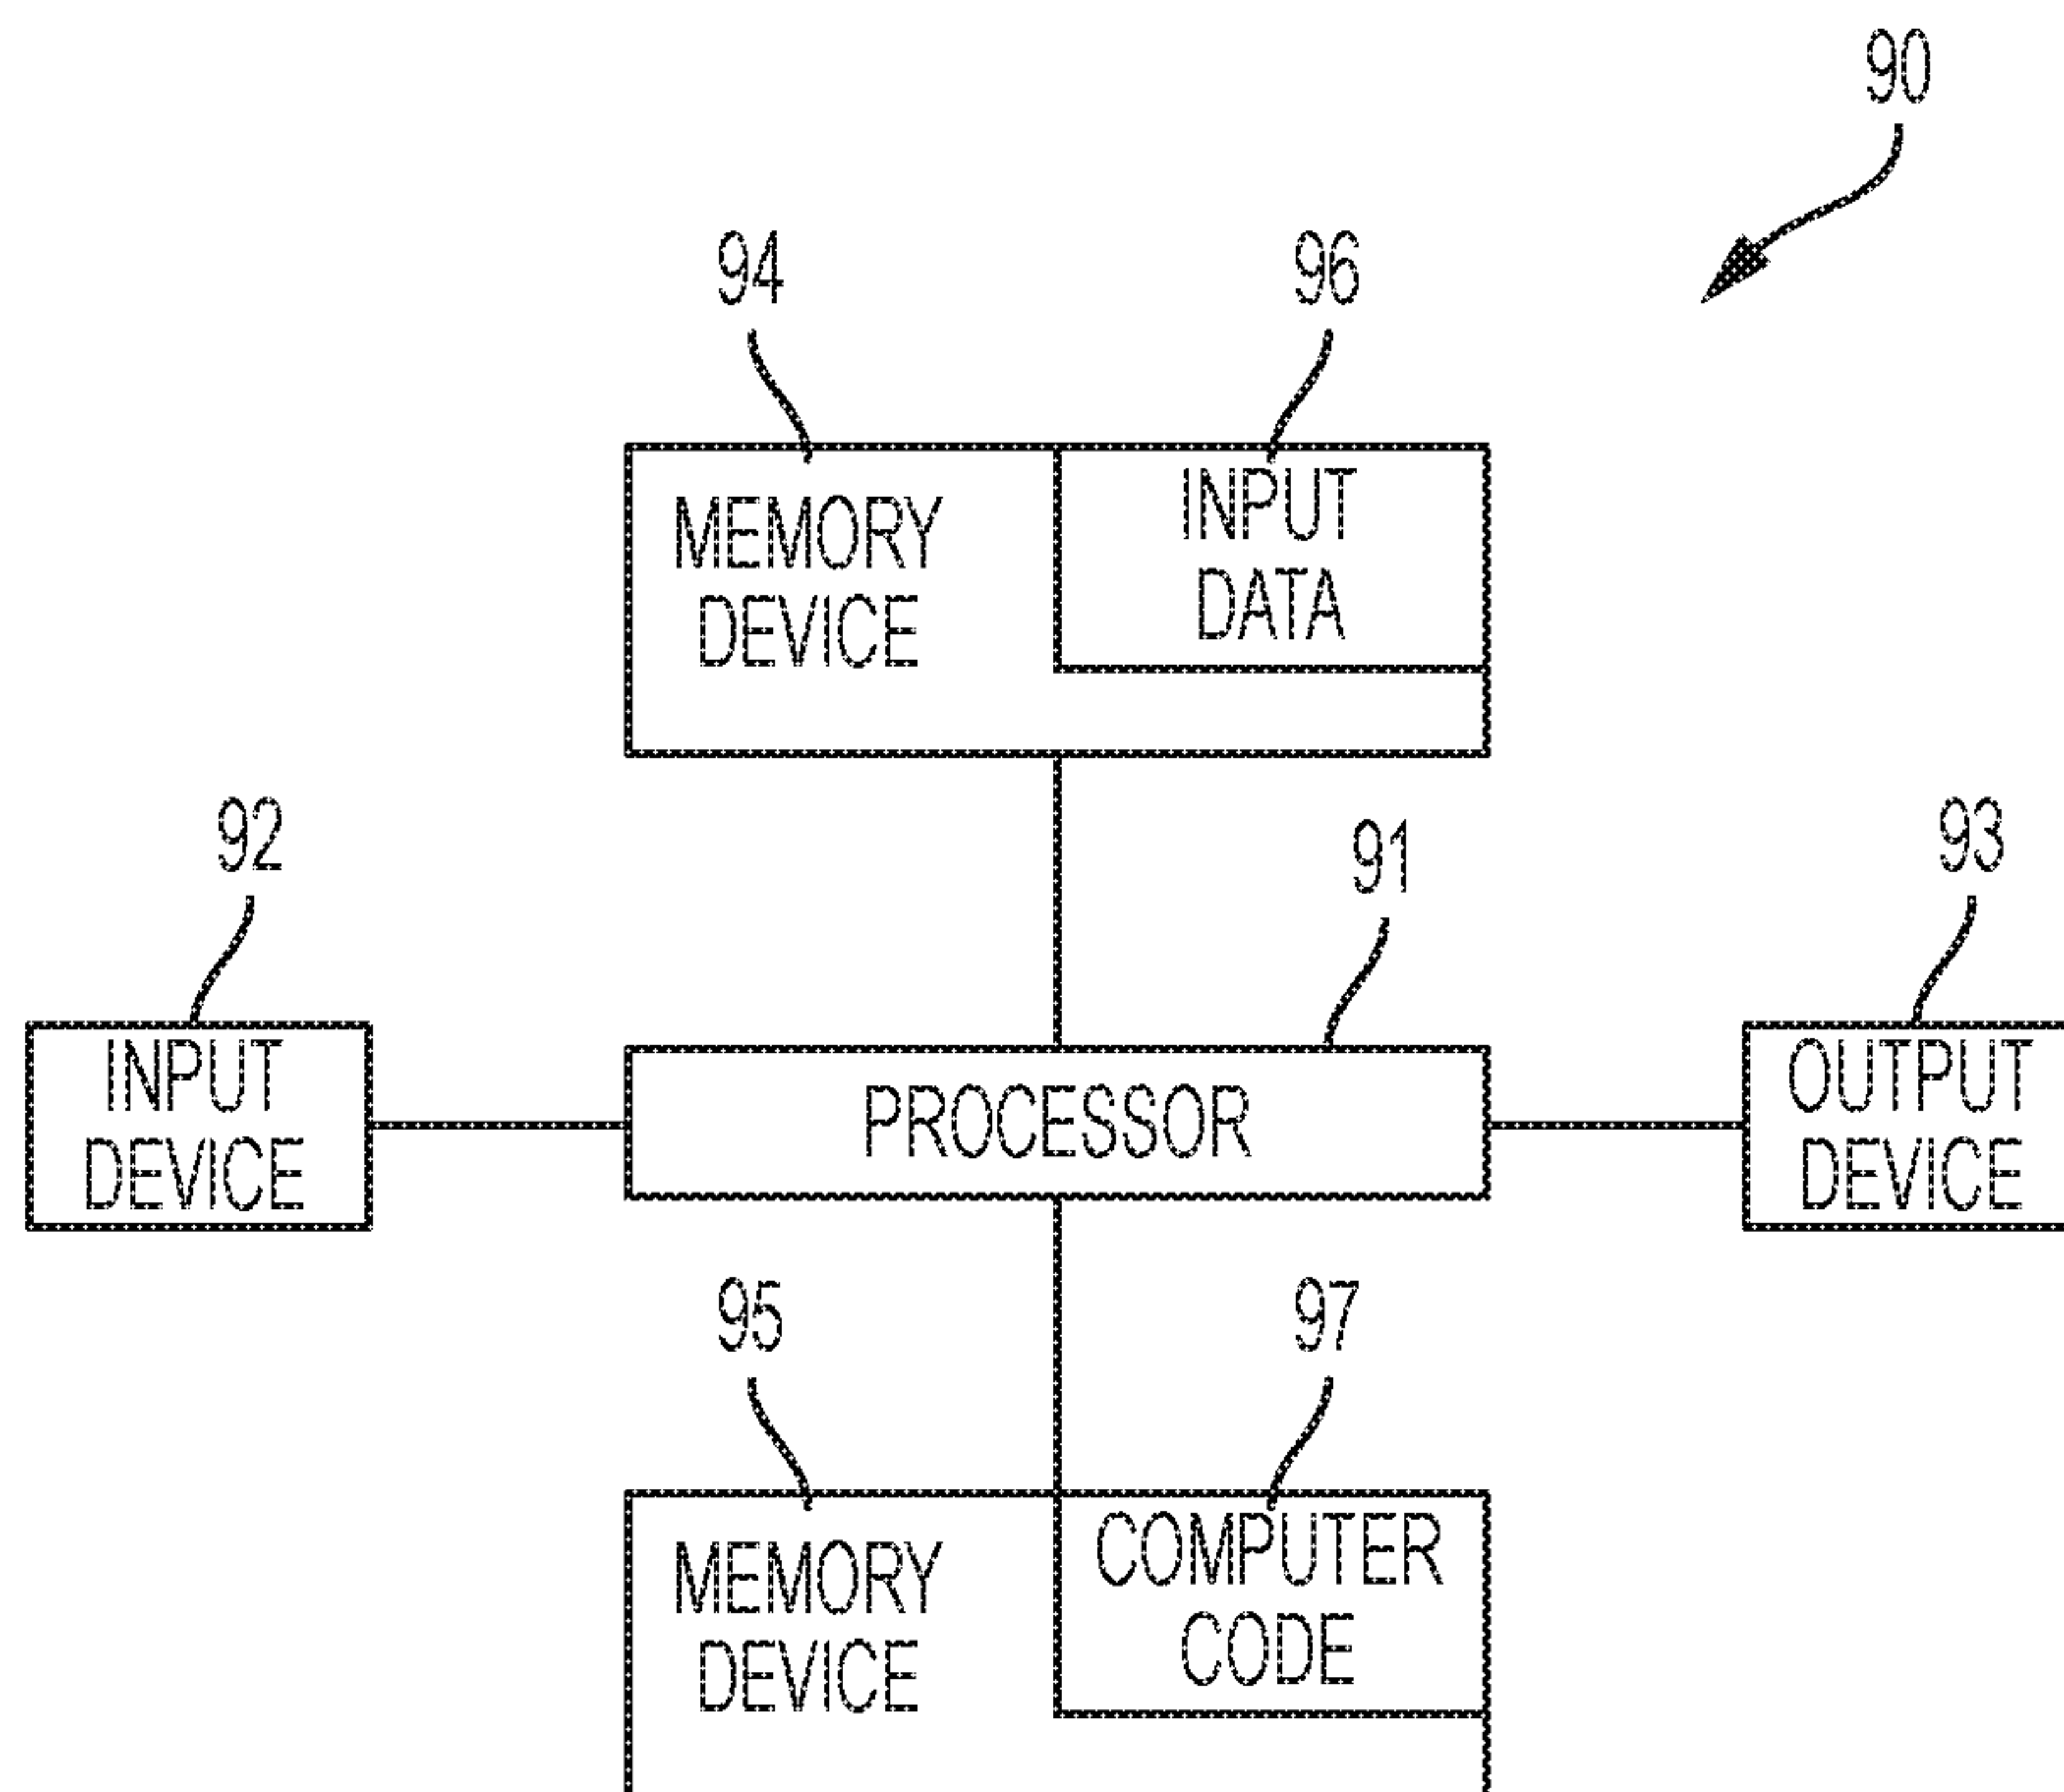 90
94
96
MEMORY
DEVICE
INPUT
DATA
92
91
93
INPUT
DEVICE
PROCESSOR
OUTPUT
DEVICE
95
97
MEMORY
DEVICE
COMPUTER
CODE